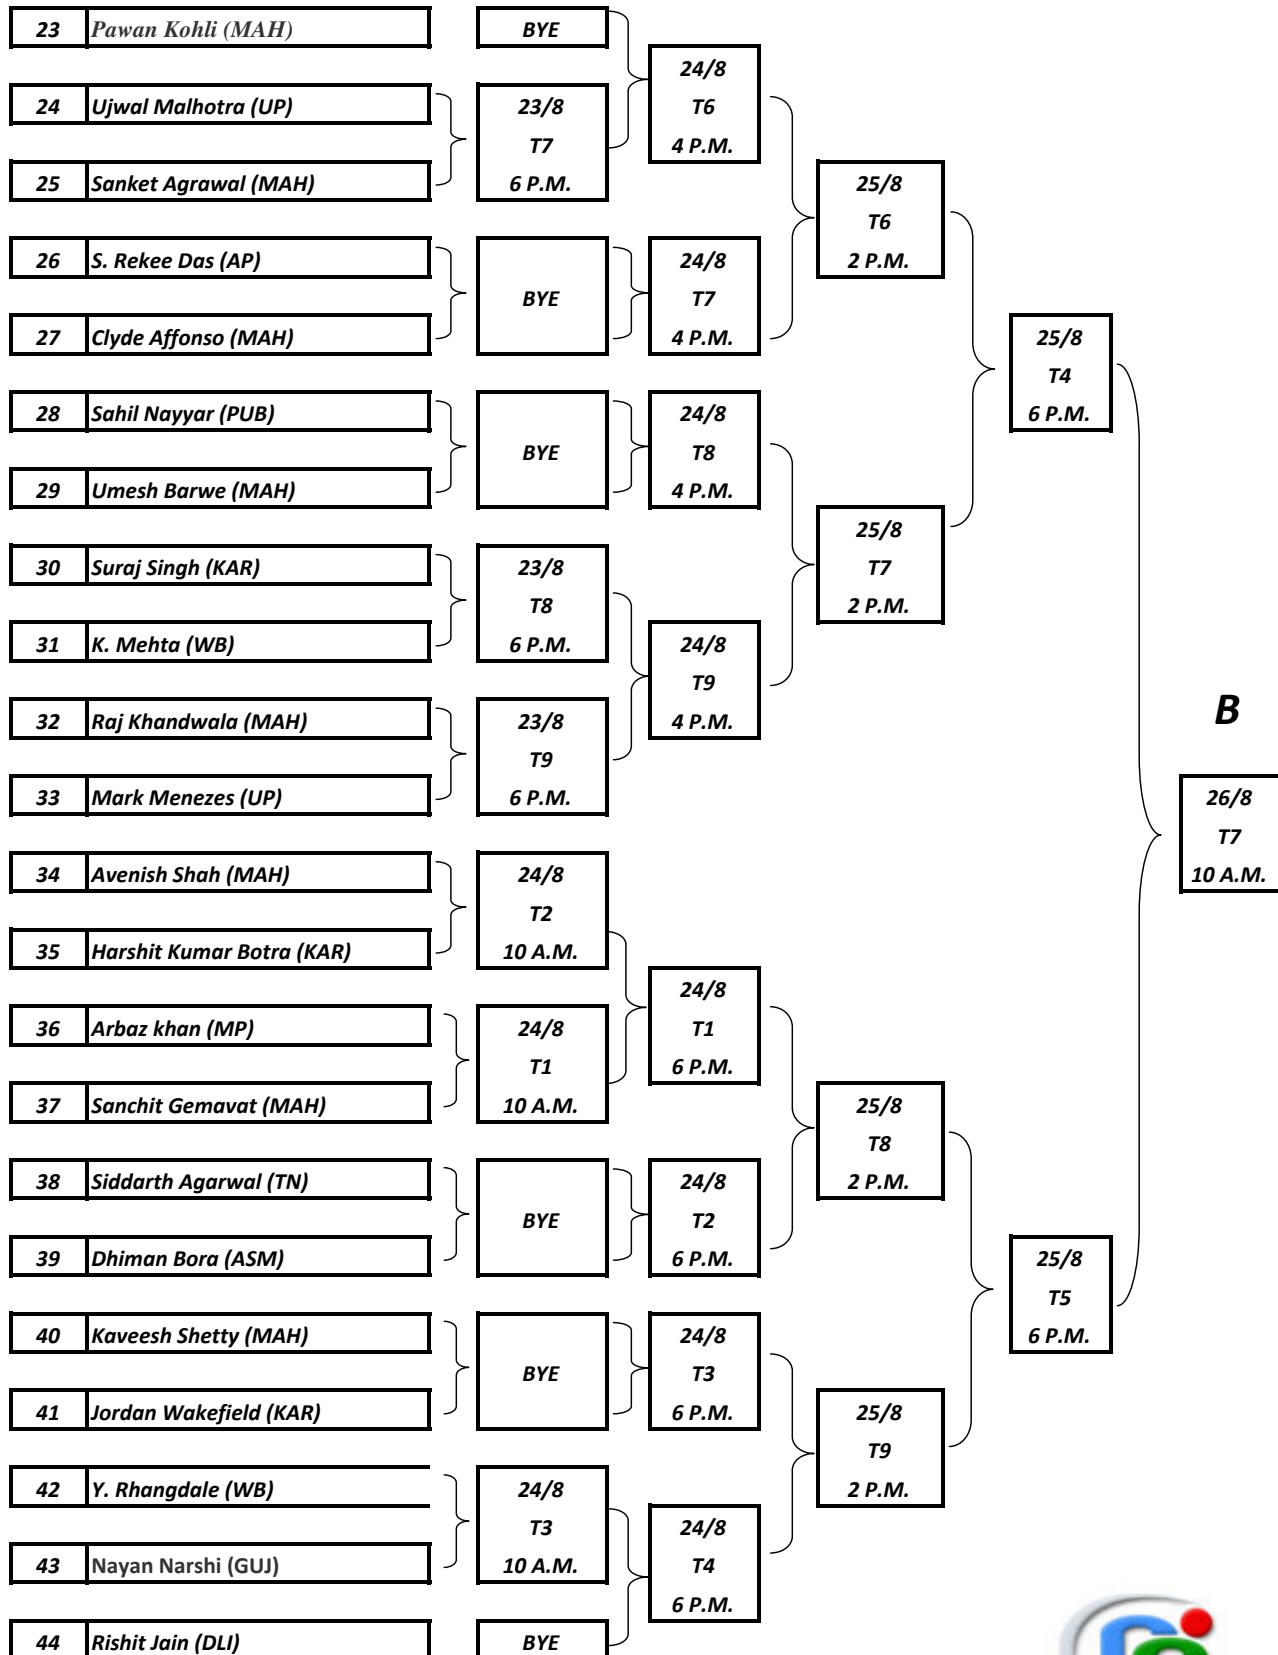 23 Pawan Kohli (MAH) BYE
24/8
24 Ujwal Malhotra (UP) 23/8 T6
T7 4 P.M.
25 Sanket Agrawal (MAH) 6 P.M. 25/8
T6
26 S. Rekee Das (AP) 24/8 2 P.M.
BYE T7
27 Clyde Affonso (MAH) 4 P.M. 25/8
T4
28 Sahil Nayyar (PUB) 24/8 6 P.M.
BYE T8
29 Umesh Barwe (MAH) 4 P.M.
25/8
30 Suraj Singh (KAR) 23/8 T7
T8 2 P.M.
31 K. Mehta (WB) 6 P.M. 24/8
T9
32 Raj Khandwala (MAH) 23/8 4 P.M. B
T9
33 Mark Menezes (UP) 6 P.M. 26/8
T7
34 Avenish Shah (MAH) 24/8 10 A.M.
T2
35 Harshit Kumar Botra (KAR) 10 A.M.
24/8
36 Arbaz khan (MP) 24/8 T1
T1 6 P.M.
37 Sanchit Gemavat (MAH) 10 A.M. 25/8
T8
38 Siddarth Agarwal (TN) 24/8 2 P.M.
BYE T2
39 Dhiman Bora (ASM) 6 P.M. 25/8
T5
40 Kaveesh Shetty (MAH) 24/8 6 P.M.
BYE T3
41 Jordan Wakefield (KAR) 6 P.M. 25/8
T9
42 Y. Rhangdale (WB) 24/8 2 P.M.
T3 24/8
43 Nayan Narshi (GUJ) 10 A.M. T4
6 P.M.
44 Rishit Jain (DLI) BYE